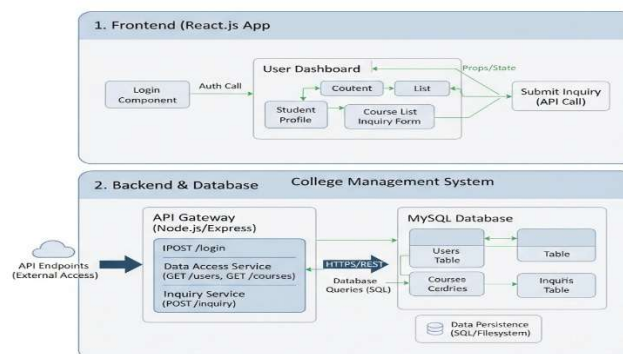 1. Frontend (React.js App
Login
Component
Auth Call
User Dashboard
Coutent
List
Student
Profile
Course List
Inquiry Form
Props/State
Submit Inquiry
(API Call)
2. Backend & Database
College Management System
API Endpoints
(External Access)
API Gateway
(Node.js/Express)
IPOST /login
Data Access Service
(GET /users, GET /courses)
Inquiry Service
(POST /inquiry)
HTTPS/REST
Database
Queries (SQL)
MySQL Database
Users
Table
Table
Courses
Inquris
Table
Data Persistence
(SQL/Filesystem)